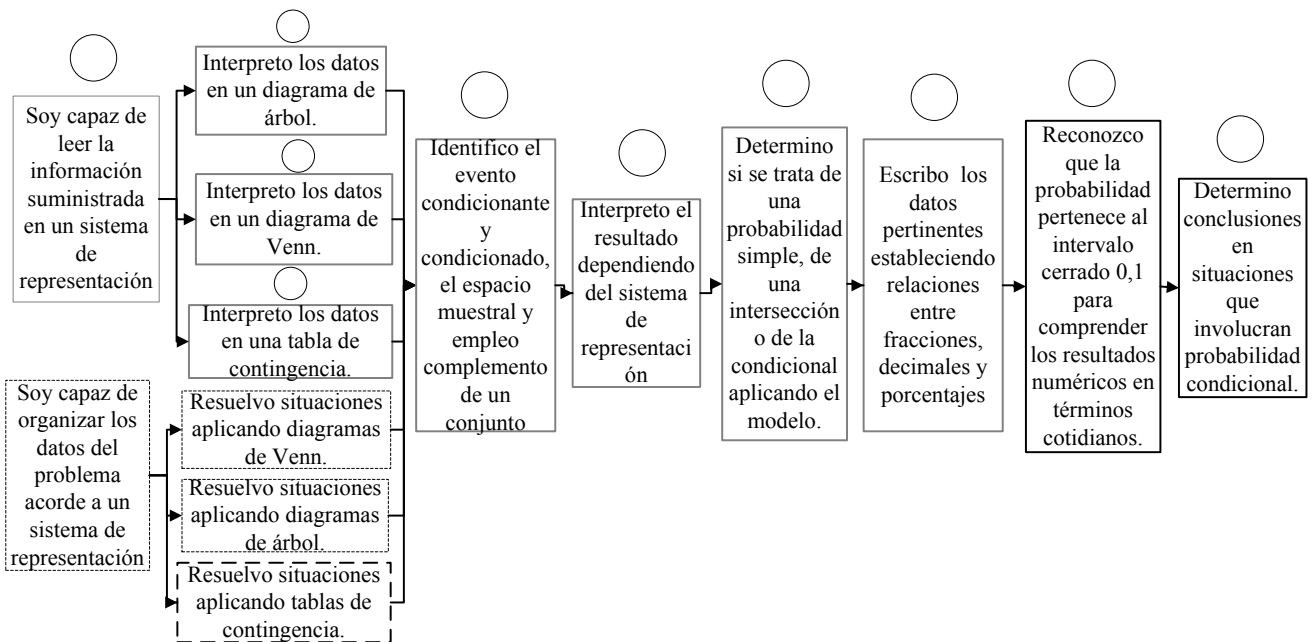 Soy capaz de
leer la
información
suministrada
en un sistema
de
representación
Interpreto los datos
en un diagrama de
árbol.
Interpreto los datos
en un diagrama de
Venn.
Interpreto los datos
en una tabla de
contingencia.
Soy capaz de
organizar los
datos del
problema
acorde a un
sistema de
representación
Resuelvo situaciones
aplicando diagramas
de Venn.
Resuelvo situaciones
aplicando diagramas
de árbol.
Resuelvo situaciones
aplicando tablas de
contingencia.
Identifico el
evento
condicionante
y
condicionado,
el espacio
muestral y
empleo
complemento
de un
conjunto
Interpreto el
resultado
dependiendo
del sistema
de
representaci
ón
Determino
si se trata de
una
probabilidad
simple, de
una
intersección
o de la
condicional
aplicando el
modelo.
Escribo los
datos
pertinentes
estableciendo
relaciones
entre
fracciones,
decimales y
porcentajes
Reconozco
que la
probabilidad
pertenece al
intervalo
cerrado 0,1
para
comprender
los resultados
numéricos en
términos
cotidianos.
Determino
conclusiones
en
situaciones
que
involucran
probabilidad
condicional.